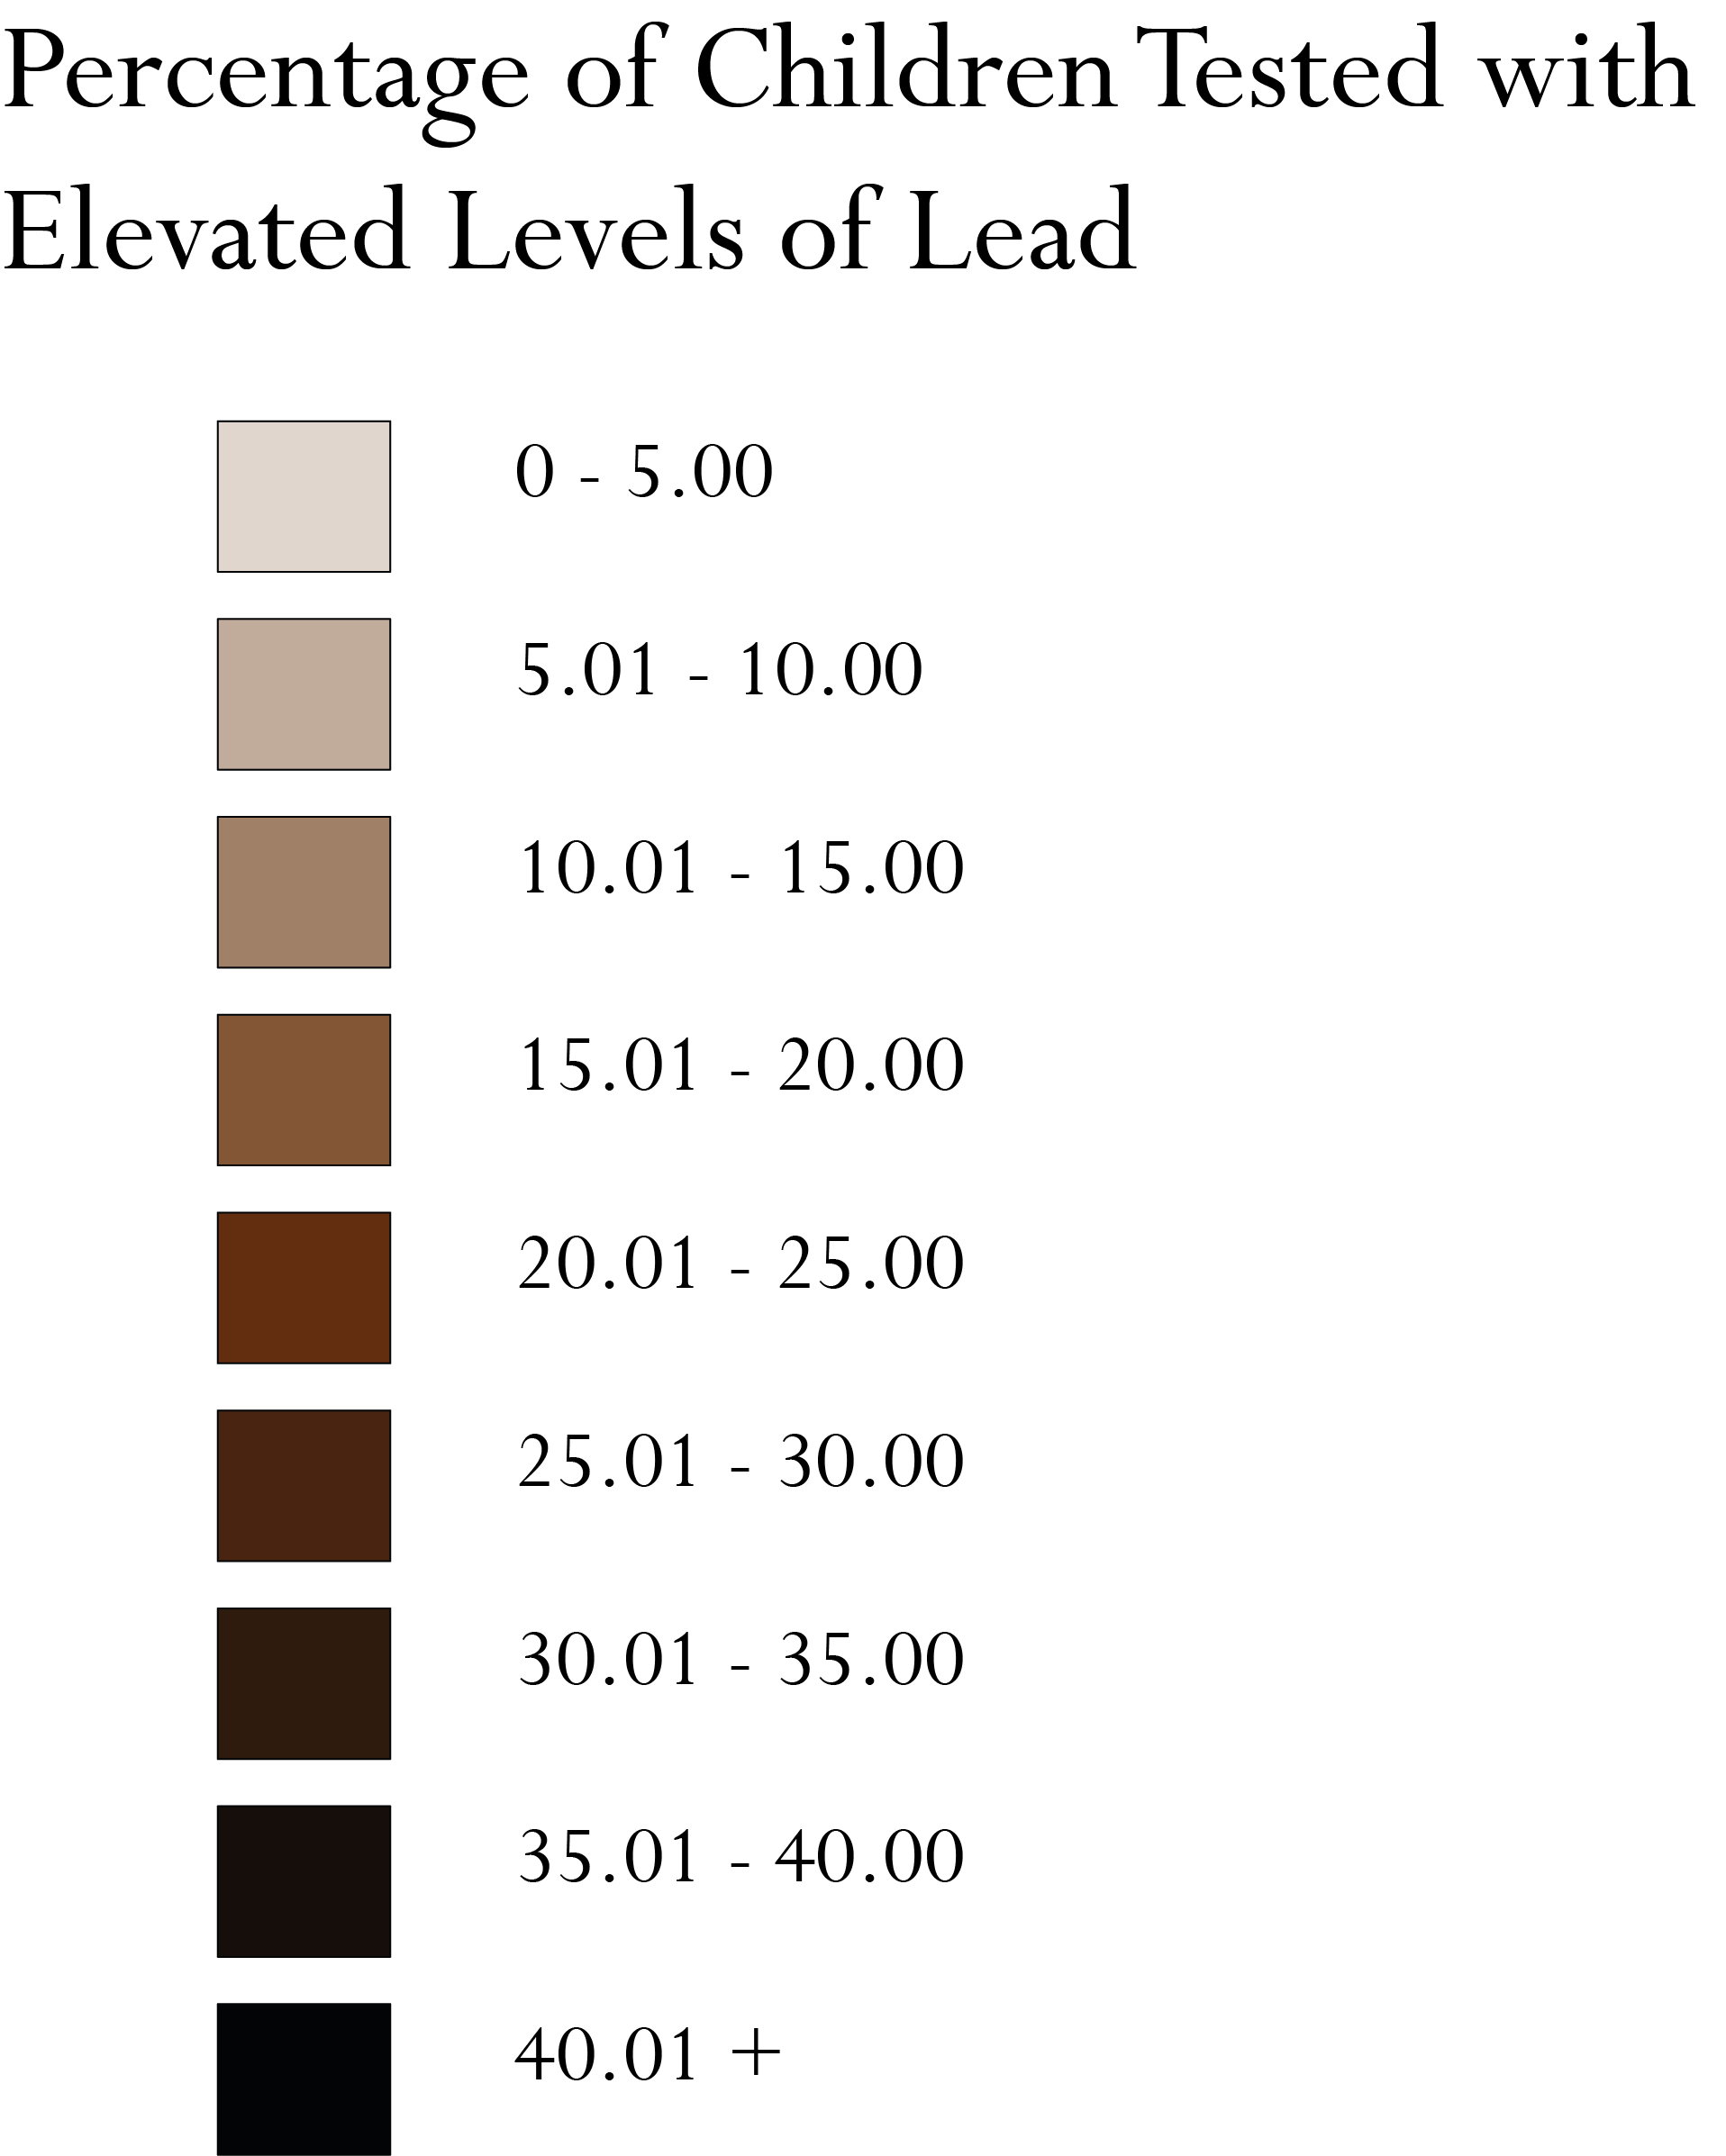 Percentage of Children Tested with
Elevated Levels of Lead
0 - 5.00
5.01 - 10.00
10.01 - 15.00
15.01 - 20.00
20.01 - 25.00
25.01 - 30.00
30.01 - 35.00
35.01 - 40.00
40.01 +